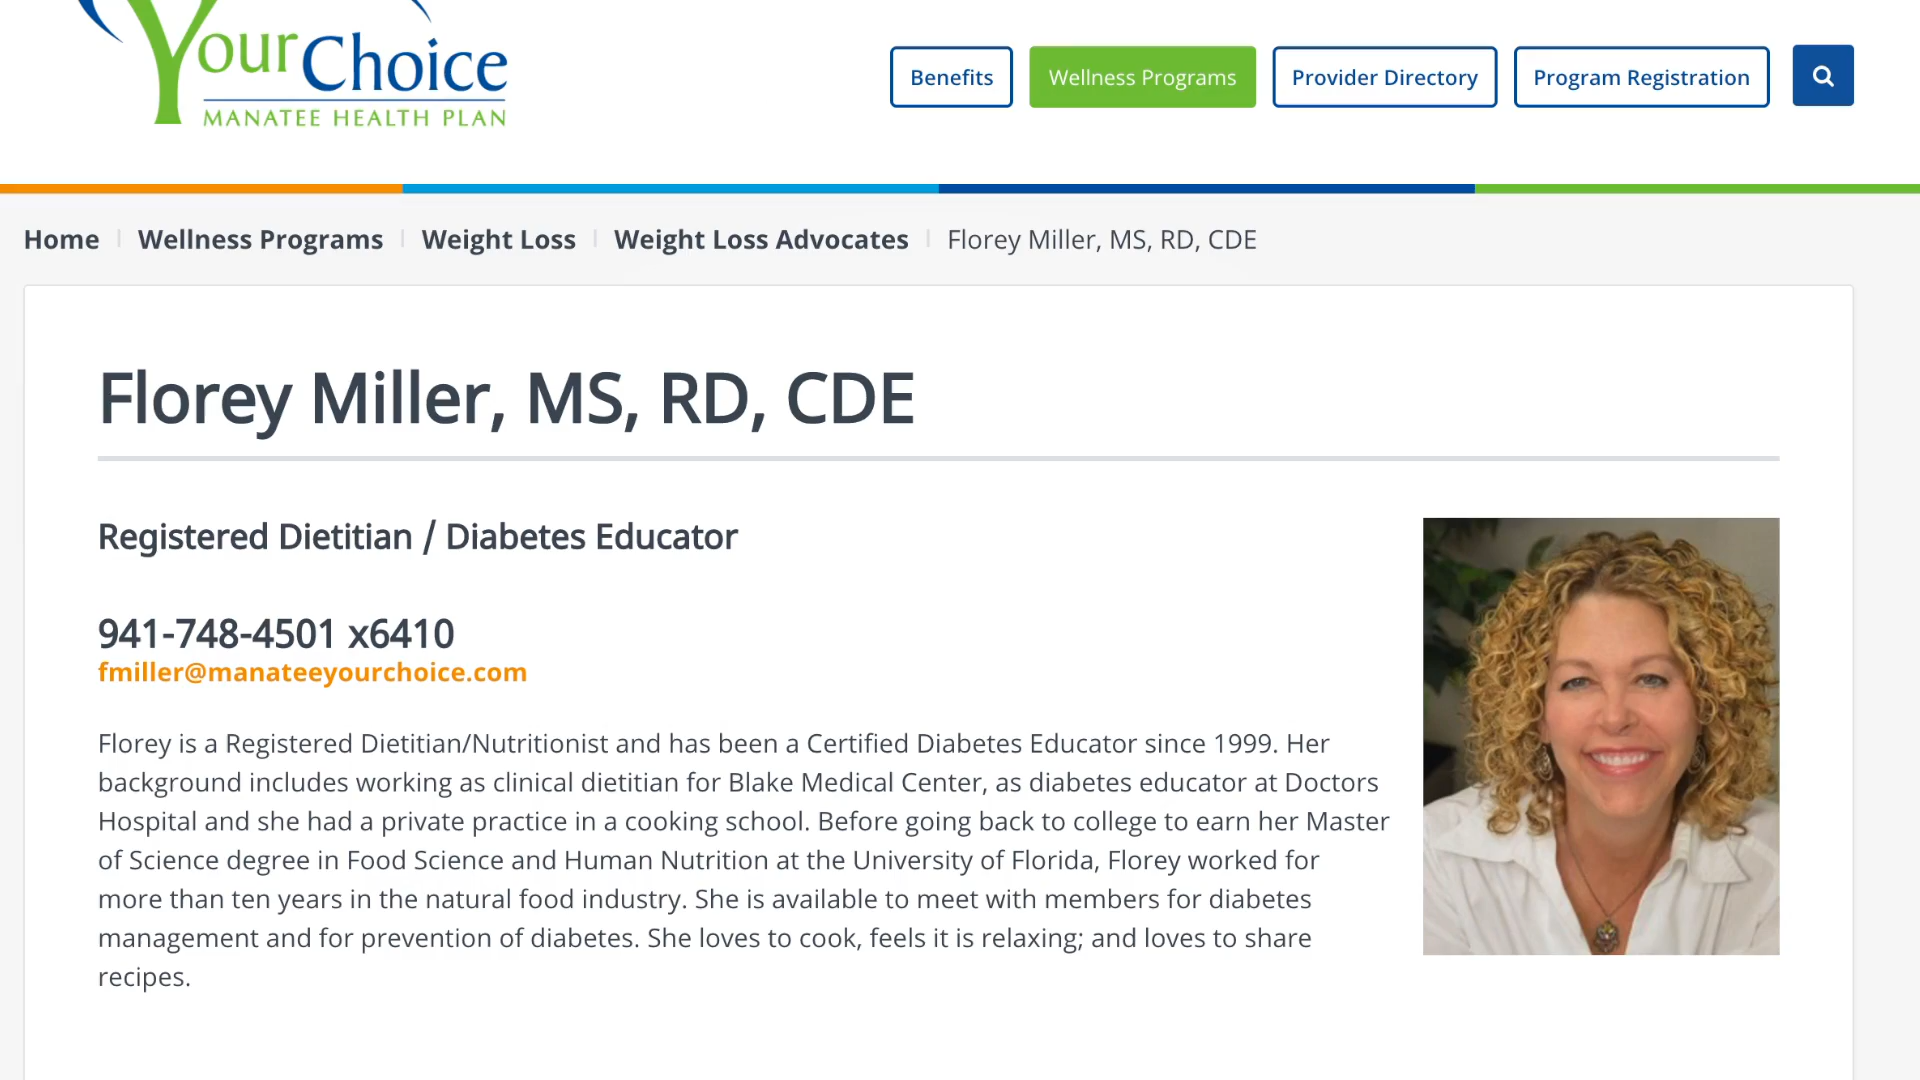 YourChoice
MANATEE HEALTH PLAN
Benefits
Wellness Programs
Provider Directory
Program Registration
Home
Wellness Programs
Weight Loss
Weight Loss Advocates
Florey Miller, MS, RD, CDE
Florey Miller, MS, RD, CDE
Registered Dietitian / Diabetes Educator
941-748-4501 x6410
fmiller@manateeyourchoice.com
Florey is a Registered Dietitian/Nutritionist and has been a Certified Diabetes Educator since 1999. Her
background includes working as clinical dietitian for Blake Medical Center, as diabetes educator at Doctors
Hospital and she had a private practice in a cooking school. Before going back to college to earn her Master
of Science degree in Food Science and Human Nutrition at the University of Florida, Florey worked for
more than ten years in the natural food industry. She is available to meet with members for diabetes
management and for prevention of diabetes. She loves to cook, feels it is relaxing; and loves to share
recipes.